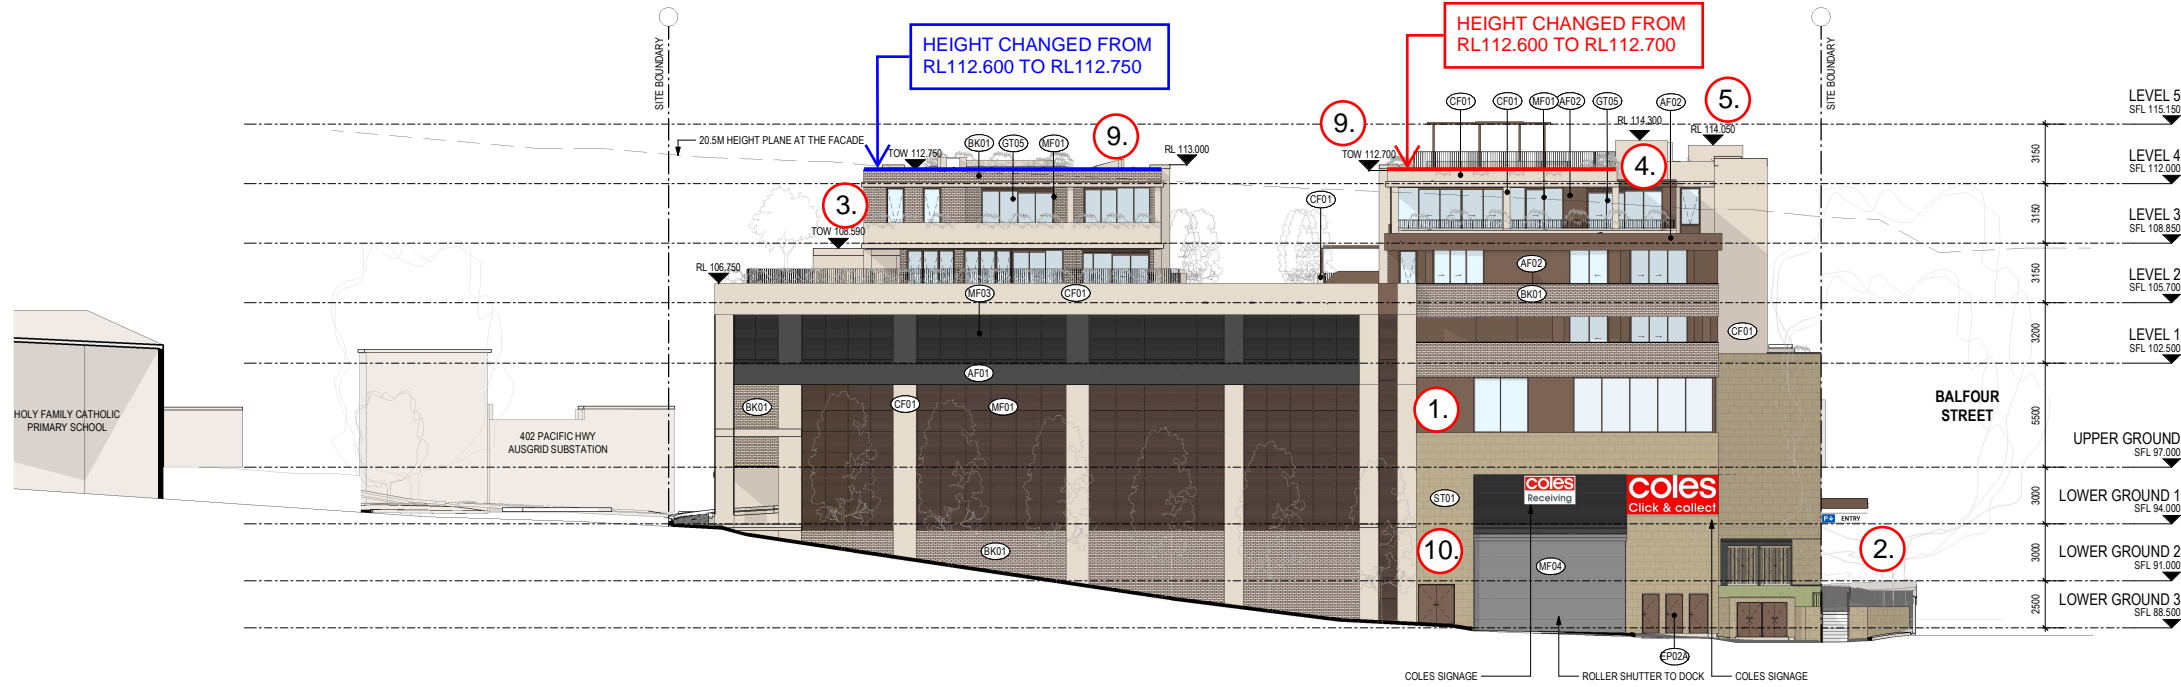 HEIGHT CHANGED FROM
RL112.600 TO RL112.750
HEIGHT CHANGED FROM
RL112.600 TO RL112.700
SITE BOUNDARY
SITE BOUNDARY
20.5M HEIGHT PLANE AT THE FACADE
TOW 112.750
BK01
GT05
MF01
9.
RL 113.000
9.
TOW 112.700
CF01
CF01
MF01
AF02
GT05
AF02
RL 114.300
5.
RL 114.050
4.
3.
TOW 108.590
RL 106.750
CF01
MF03
CF01
AF02
BK01
CF01
AF01
BK01
CF01
MF01
1.
ST01
BK01
10.
MF04
coles
Receiving
coles
Click & collect
P ENTRY
2.
EP02A
COLES SIGNAGE
ROLLER SHUTTER TO DOCK
COLES SIGNAGE
HOLY FAMILY CATHOLIC
PRIMARY SCHOOL
402 PACIFIC HWY
AUSGRID SUBSTATION
BALFOUR
STREET
LEVEL 5
SFL 115.150
3150
LEVEL 4
SFL 112.000
3150
LEVEL 3
SFL 108.850
3150
LEVEL 2
SFL 105.700
3200
LEVEL 1
SFL 102.500
5500
UPPER GROUND
SFL 97.000
3000
LOWER GROUND 1
SFL 94.000
3000
LOWER GROUND 2
SFL 91.000
2500
LOWER GROUND 3
SFL 88.500